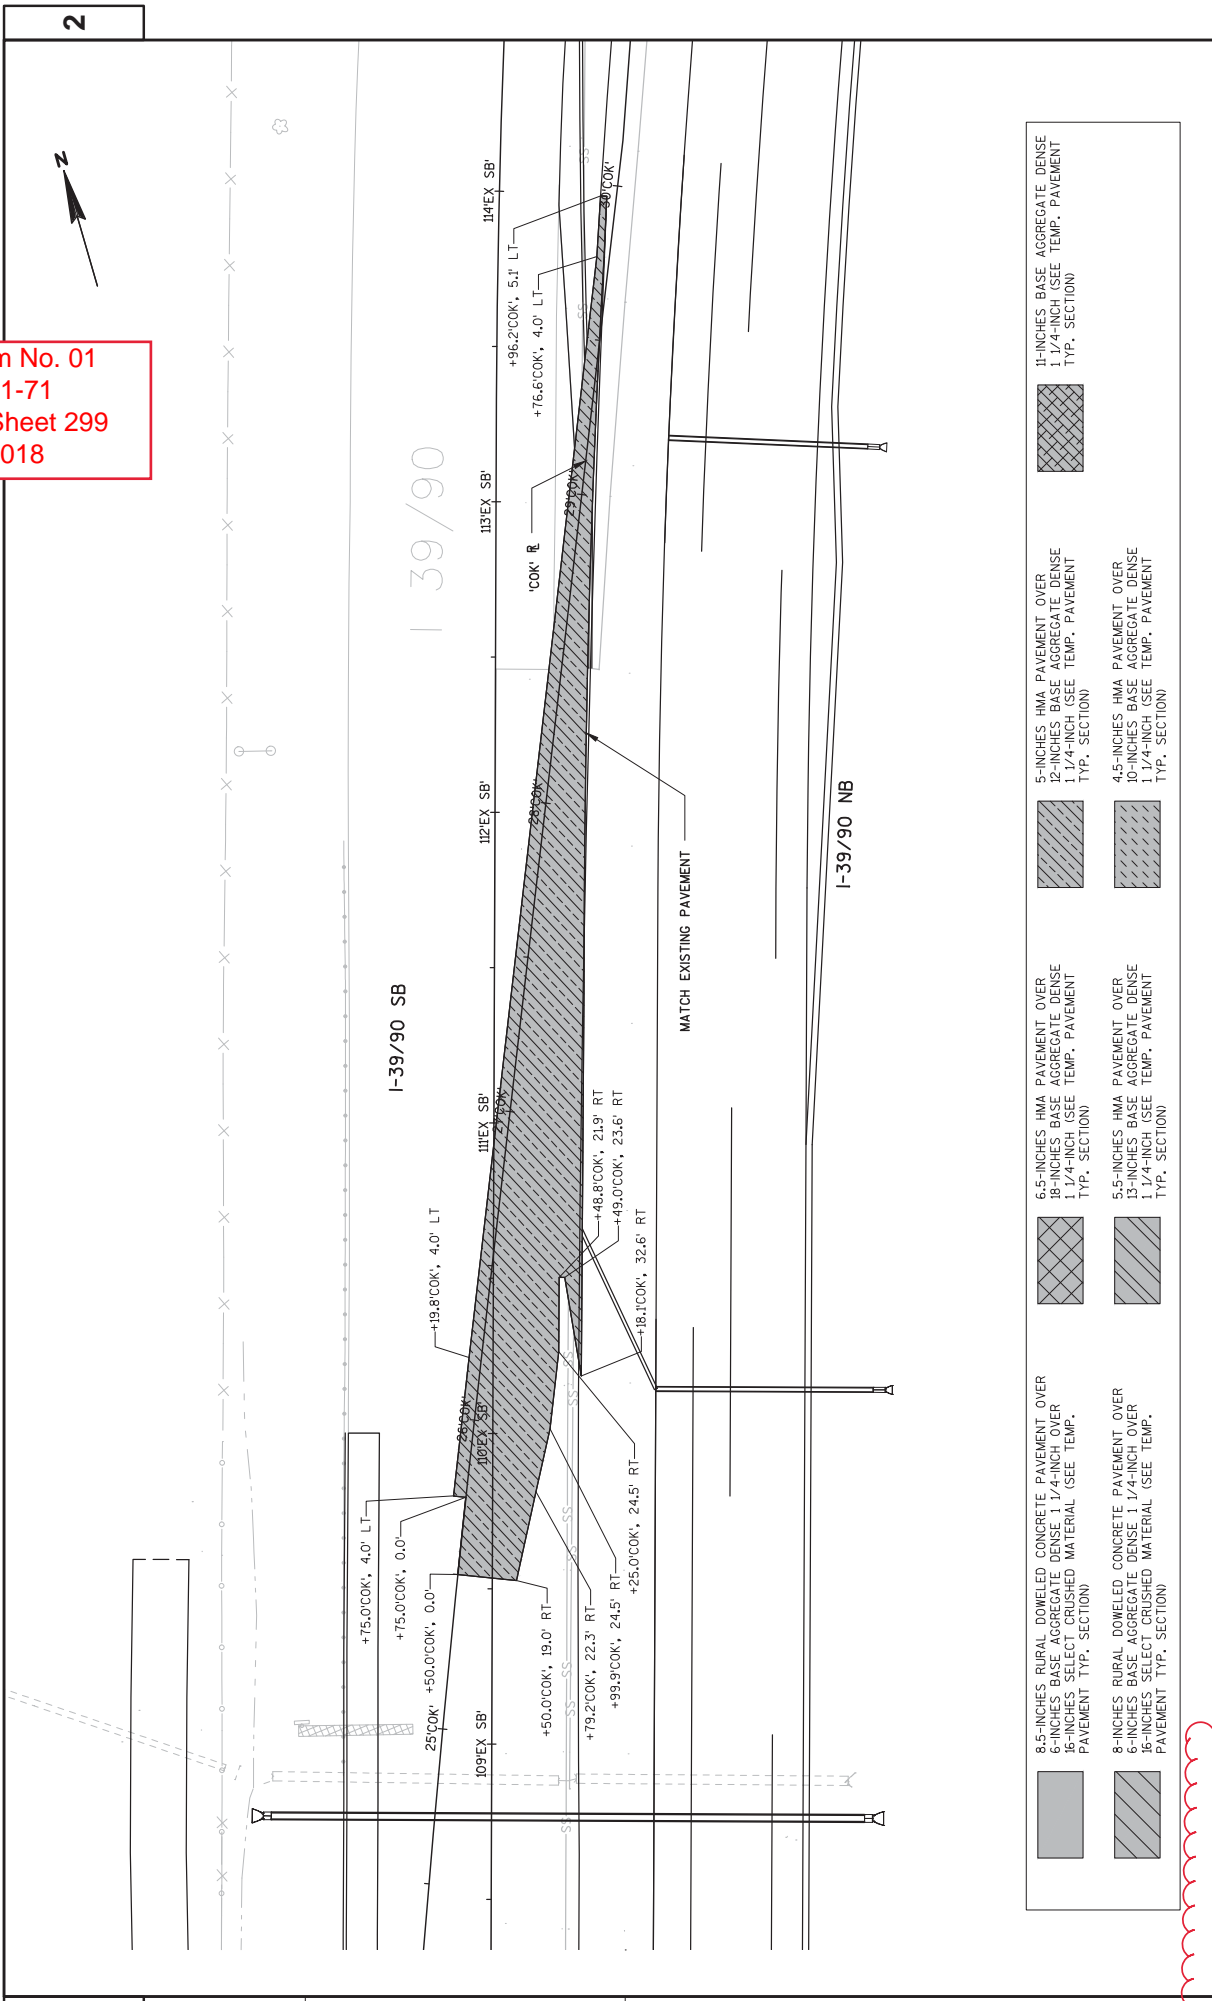 2
N
m No. 01
1-71
Sheet 299
018
I 39/90
I-39/90 SB
I-39/90 NB
109'EX SB'
110'EX SB'
111'EX SB'
112'EX SB'
113'EX SB'
114'EX SB'
25'COK'
26'COK'
27'COK'
28'COK'
29'COK'
30'COK'
+75.0'COK', 4.0' LT
+75.0'COK', 0.0'
+50.0'COK', 0.0'
+19.8'COK', 4.0' LT
+50.0'COK', 19.0' RT
+79.2'COK', 22.3' RT
+99.9'COK', 24.5' RT
+25.0'COK', 24.5' RT
+18.1'COK', 32.6' RT
+48.8'COK', 21.9' RT
+49.0'COK', 23.6' RT
MATCH EXISTING PAVEMENT
'COK' RL
+96.2'COK', 5.1' LT
+76.6'COK', 4.0' LT
SS
SS
SS
SS
SS
SS
SS
SS
8.5-INCHES RURAL DOWELED CONCRETE PAVEMENT OVER
6-INCHES BASE AGGREGATE DENSE 1 1/4-INCH OVER
16-INCHES SELECT CRUSHED MATERIAL (SEE TEMP.
PAVEMENT TYP. SECTION)
8-INCHES RURAL DOWELED CONCRETE PAVEMENT OVER
6-INCHES BASE AGGREGATE DENSE 1 1/4-INCH OVER
16-INCHES SELECT CRUSHED MATERIAL (SEE TEMP.
PAVEMENT TYP. SECTION)
6.5-INCHES HMA PAVEMENT OVER
18-INCHES BASE AGGREGATE DENSE
1 1/4-INCH (SEE TEMP. PAVEMENT
TYP. SECTION)
5.5-INCHES HMA PAVEMENT OVER
13-INCHES BASE AGGREGATE DENSE
1 1/4-INCH (SEE TEMP. PAVEMENT
TYP. SECTION)
5-INCHES HMA PAVEMENT OVER
12-INCHES BASE AGGREGATE DENSE
1 1/4-INCH (SEE TEMP. PAVEMENT
TYP. SECTION)
4.5-INCHES HMA PAVEMENT OVER
10-INCHES BASE AGGREGATE DENSE
1 1/4-INCH (SEE TEMP. PAVEMENT
TYP. SECTION)
11-INCHES BASE AGGREGATE DENSE
1 1/4-INCH (SEE TEMP. PAVEMENT
TYP. SECTION)